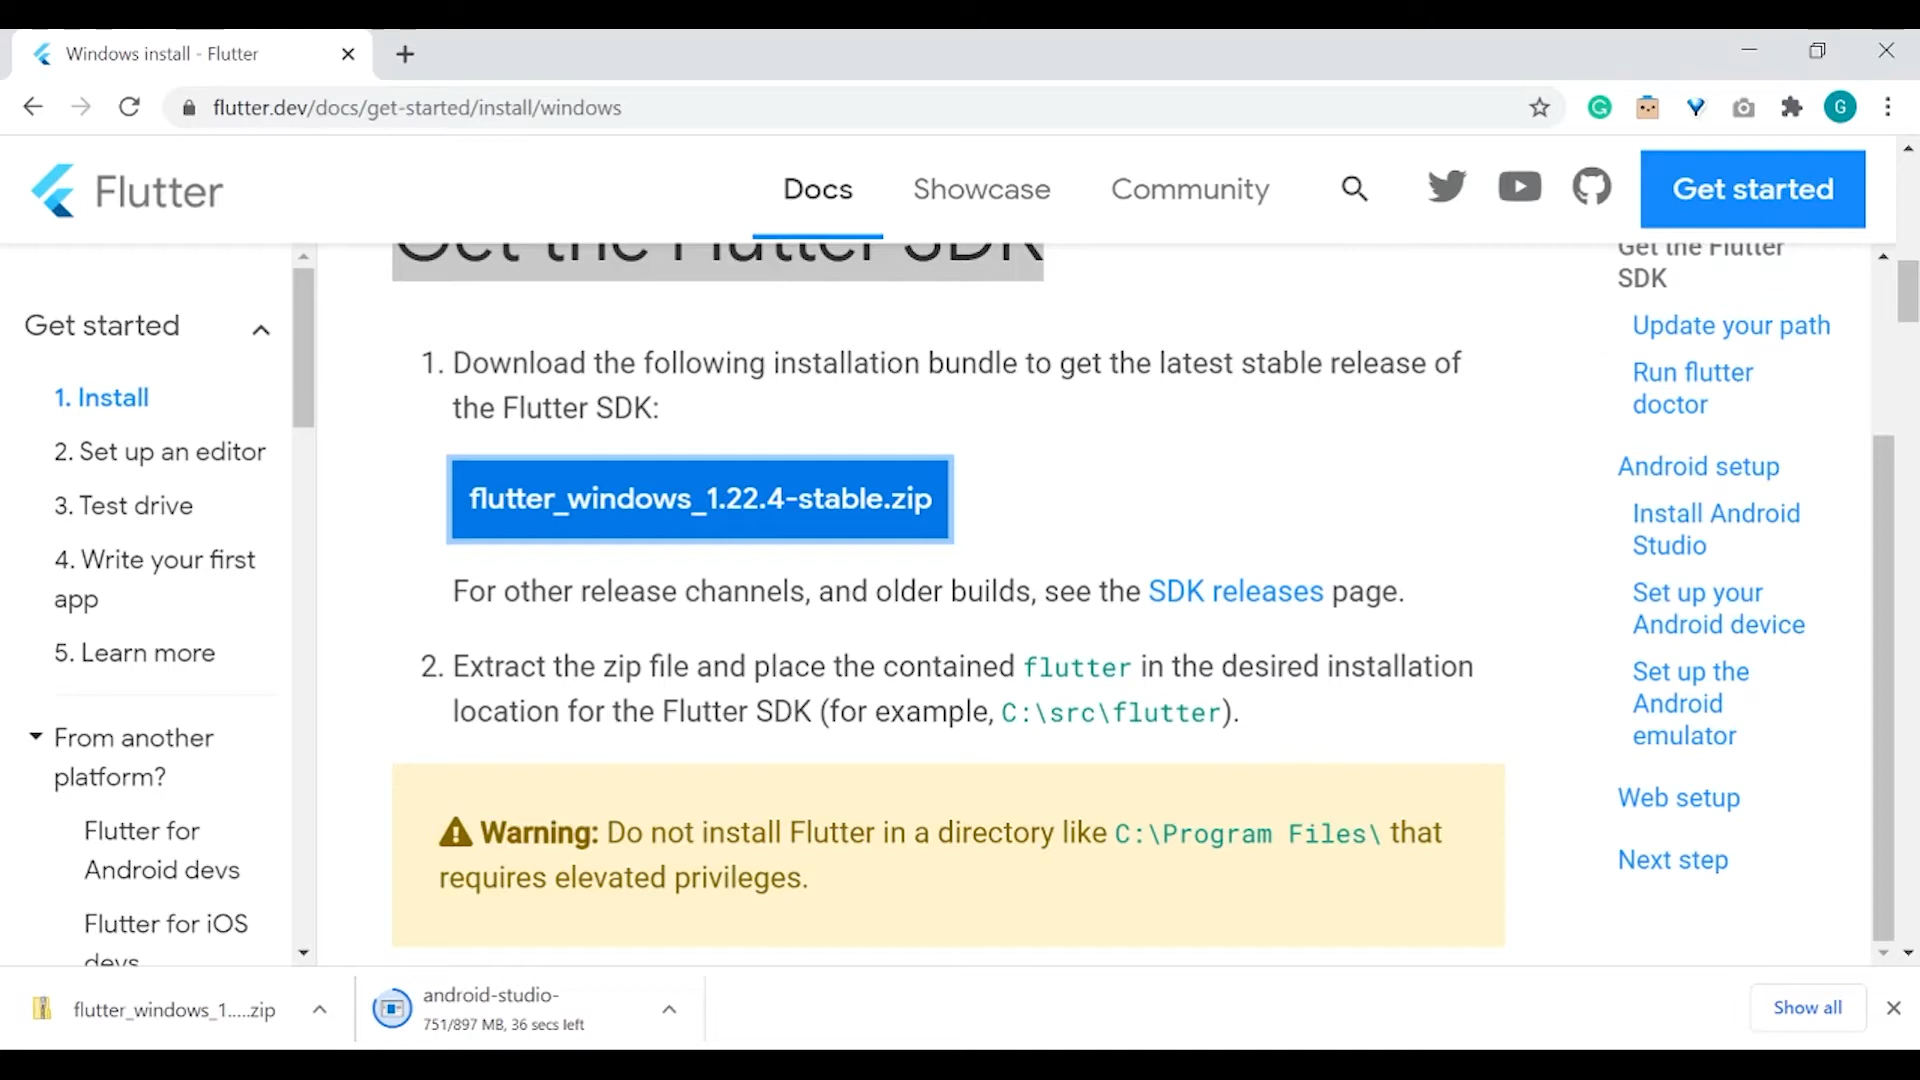 Windows install - Flutter
flutter.dev/docs/get-started/install/windows
G
Flutter
Docs
Showcase
Community
Get started
Get started
1. Install
2. Set up an editor
3. Test drive
4. Write your first
app
5. Learn more
From another
platform?
Flutter for
Android devs
Flutter for iOS
devs
Get the Flutter SDK
1. Download the following installation bundle to get the latest stable release of
the Flutter SDK:
flutter_windows_1.22.4-stable.zip
For other release channels, and older builds, see the SDK releases page.
2. Extract the zip file and place the contained flutter in the desired installation
location for the Flutter SDK (for example, C:\src\flutter).
Warning: Do not install Flutter in a directory like C:\Program Files\ that
requires elevated privileges.
Get the Flutter
SDK
Update your path
Run flutter
doctor
Android setup
Install Android
Studio
Set up your
Android device
Set up the
Android
emulator
Web setup
Next step
flutter_windows_1.....zip
android-studio-
751/897 MB, 36 secs left
Show all